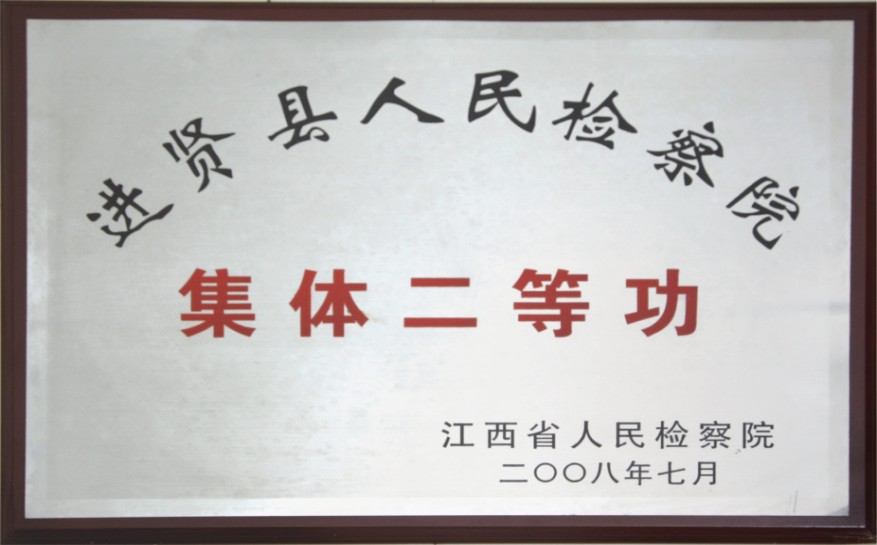 进贤县人民检察院
集体二等功
江西省人民检察院
二〇〇八年七月